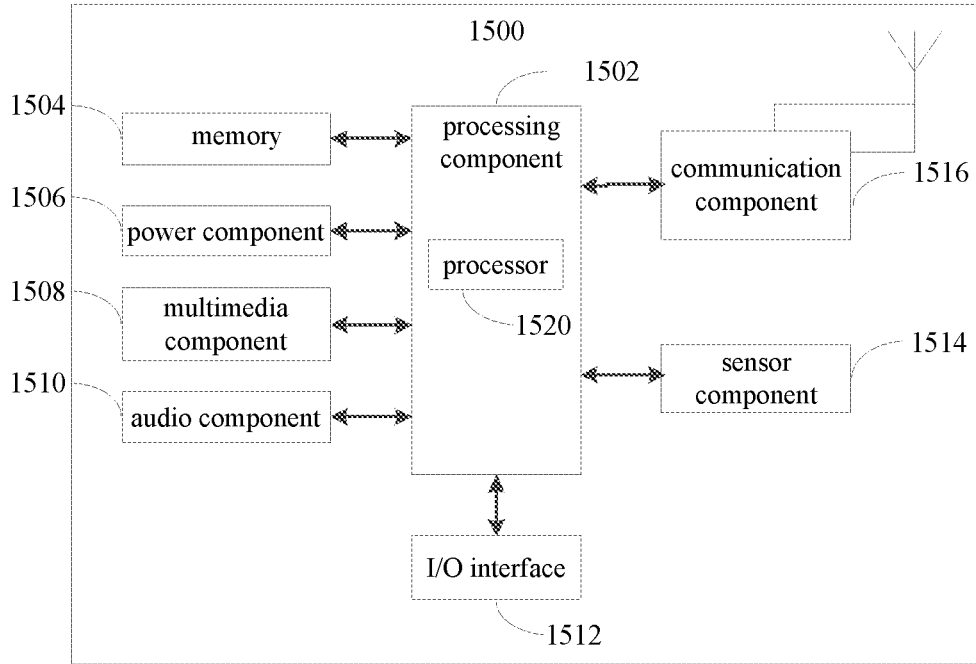 1500
1502
1504
memory
processing
component
communication
component
1516
1506
power component
processor
1520
1508
multimedia
component
1514
sensor
component
1510
audio component
I/O interface
1512